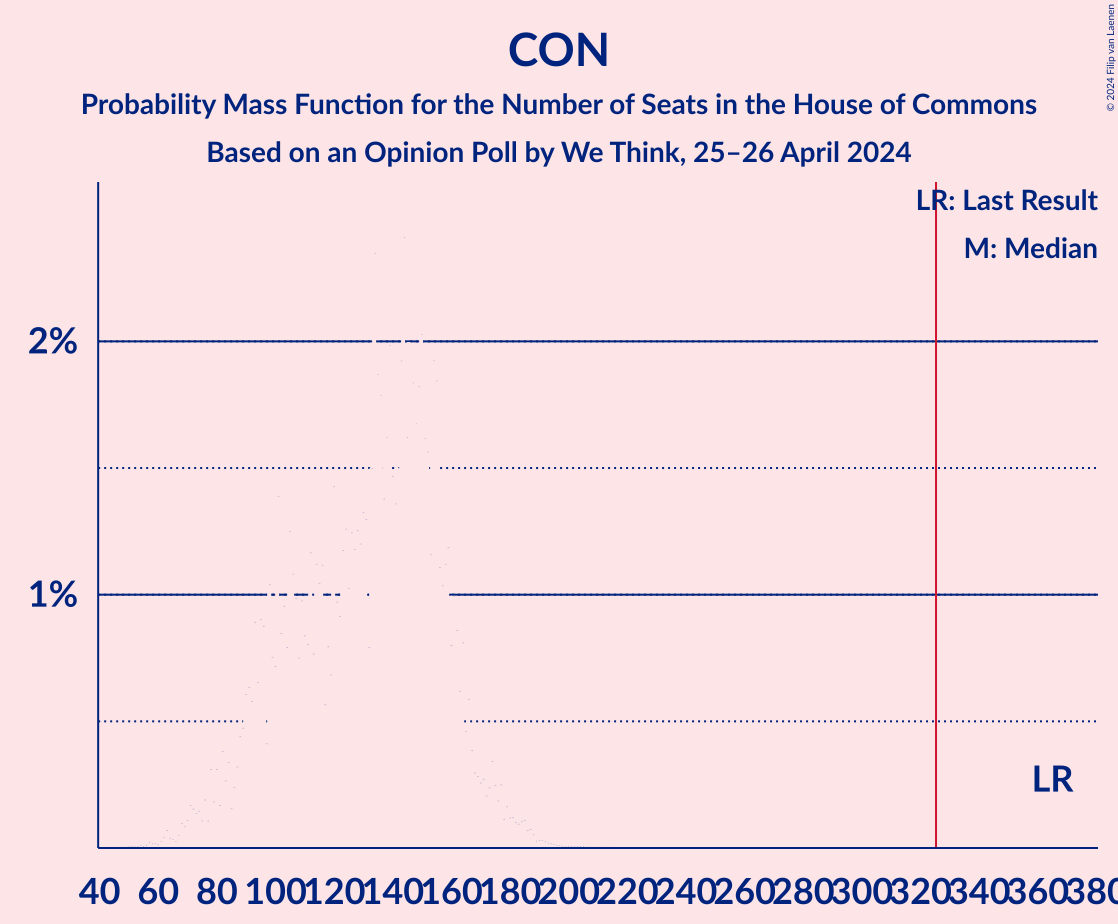 CON
Probability Mass Function for the Number of Seats in the House of Commons
Based on an Opinion Poll by We Think, 25–26 April 2024
© 2024 Filip van Laenen
LR: Last Result
M: Median
2%
1%
LR
40 60 80 100 120 140 160 180 200 220 240 260 280 300 320 340 360 380